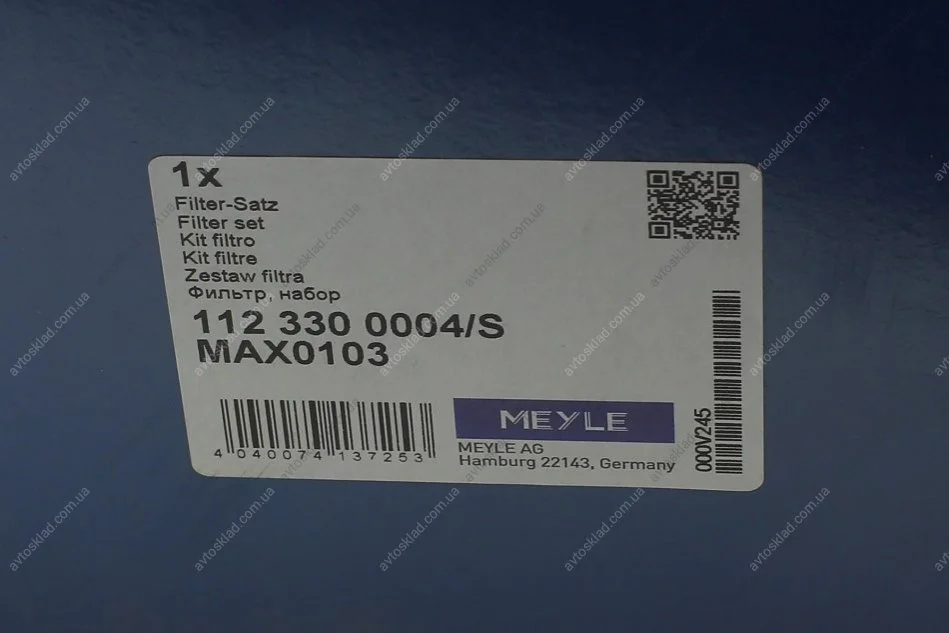 1x
Filter-Satz
Filter set
Kit filtro
Kit filtre
Zestaw filtra
Фильтр, набор
112 330 0004/S
MAX0103
4 040074 137253
MEYLE
MEYLE AG
Hamburg 22143, Germany
000V245
avtosklad.com.ua